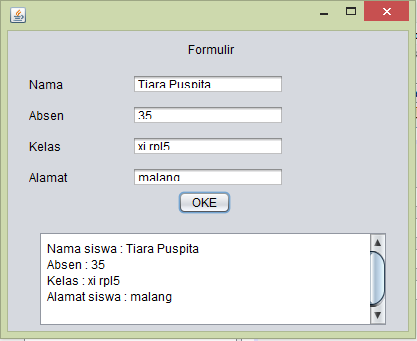 Formulir
Nama Tiara Puspita
Absen 35
Kelas xi rpl5
Alamat malang
OKE
Nama siswa : Tiara Puspita
Absen : 35
Kelas : xi rpl5
Alamat siswa : malang